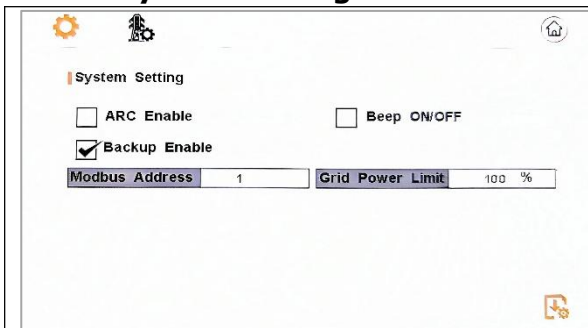 System Setting
ARC Enable
Beep ON/OFF
Backup Enable
Modbus Address 1 Grid Power Limit 100 %